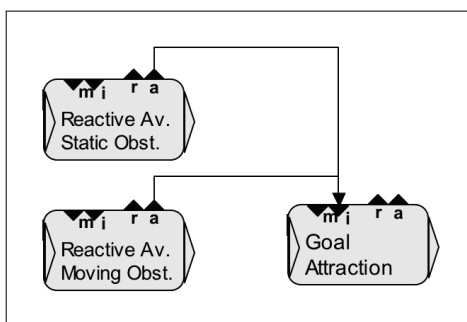 m i r a
Reactive Av.
Static Obst.
m i r a
Reactive Av.
Moving Obst.
m i r a
Goal
Attraction